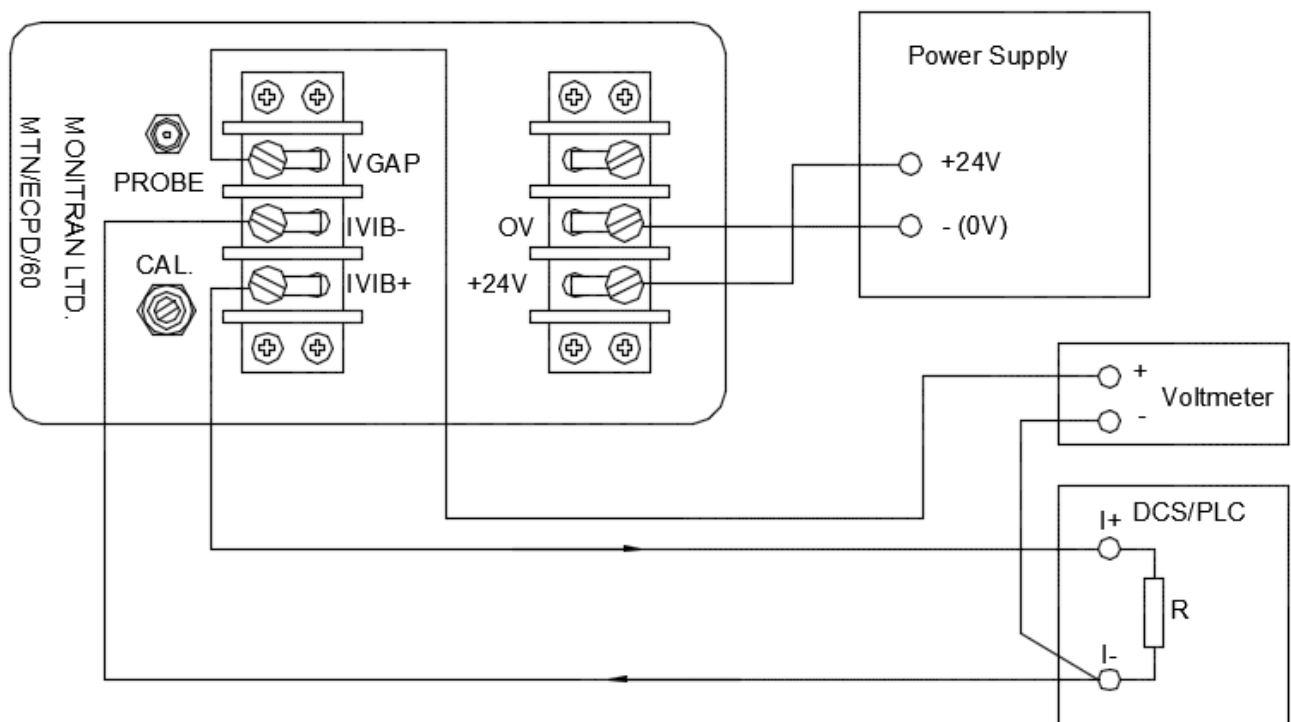 MONITRAN LTD.
MTN/ECPD/60
PROBE
CAL.
VGAP
IVIB-
IVIB+
OV
+24V
Power Supply
+24V
- (0V)
+
Voltmeter
-
DCS/PLC
I+
R
I-